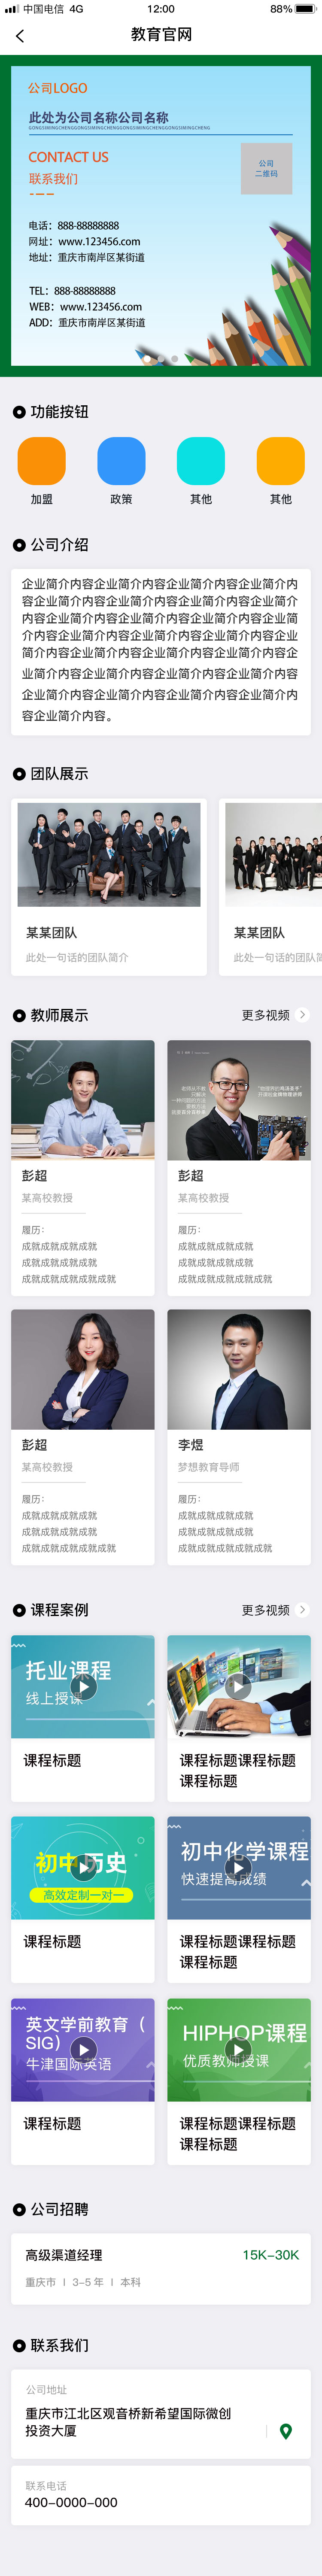 中国电信 4G
12:00
88%
教育官网
公司LOGO
此处为公司名称公司名称
GONGSIMINGCHENGGONGSIMINGCHENGGONGSIMINGCHENGGONGSIMINGCHENG
CONTACT US
联系我们
公司
二维码
电话：888-88888888
网址：www.123456.com
地址：重庆市南岸区某街道
TEL：888-88888888
WEB：www.123456.com
ADD：重庆市南岸区某街道
功能按钮
加盟
政策
其他
其他
公司介绍
企业简介内容企业简介内容企业简介内容企业简介内
容企业简介内容企业简介内容企业简介内容企业简介
内容企业简介内容企业简介内容企业简介内容企业简
介内容企业简介内容企业简介内容企业简介内容企业
简介内容企业简介内容企业简介内容企业简介内容企
业简介内容企业简介内容企业简介内容企业简介内容
企业简介内容企业简介内容企业简介内容企业简介内
容企业简介内容。
团队展示
某某团队
此处一句话的团队简介
某某团队
此处一句话的团队简
教师展示
更多视频
彭超
某高校教授
履历：
成就成就成就成就
成就成就成就成就
成就成就成就成就成就
彭超
某高校教授
履历：
成就成就成就成就
成就成就成就成就
成就成就成就成就成就
彭超
某高校教授
履历：
成就成就成就成就
成就成就成就成就
成就成就成就成就成就
李煜
梦想教育导师
履历：
成就成就成就成就
成就成就成就成就
成就成就成就成就成就
课程案例
更多视频
托业课程
线上授课
课程标题
课程标题课程标题
课程标题
初中历史
高效定制一对一
课程标题
初中化学课程
快速提高成绩
课程标题课程标题
课程标题
英文学前教育（
SIG）
牛津国际英语
课程标题
HIPHOP课程
优质教师授课
课程标题课程标题
课程标题
公司招聘
高级渠道经理
15K-30K
重庆市 | 3-5年 | 本科
联系我们
公司地址
重庆市江北区观音桥新希望国际微创
投资大厦
联系电话
400-0000-000